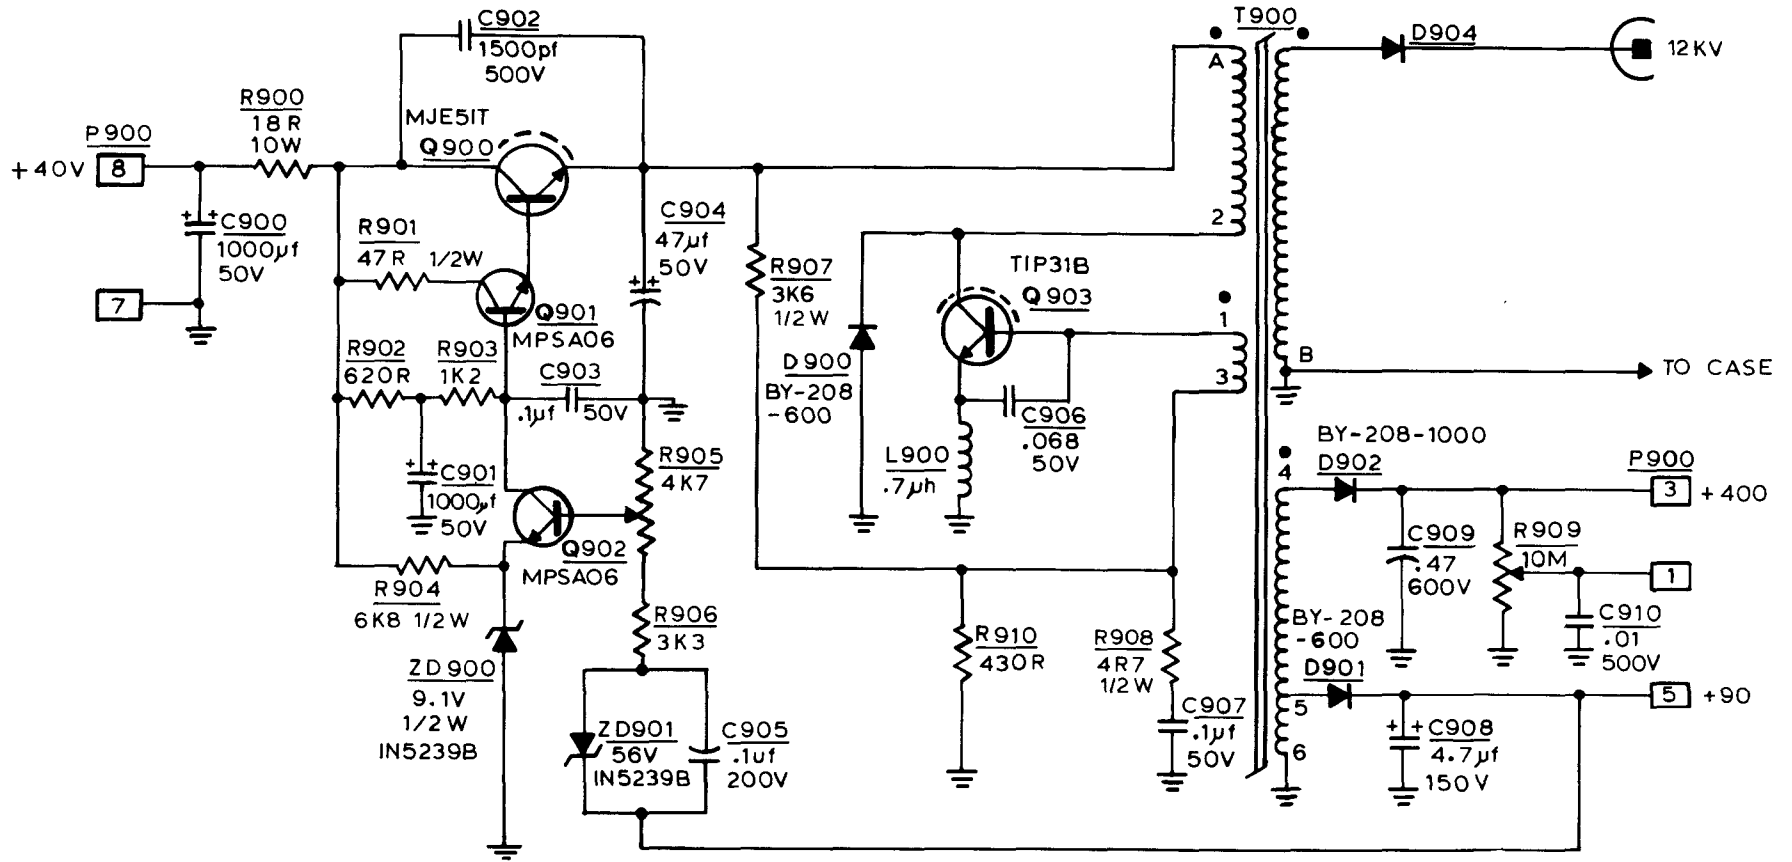 C902
1500pf
500V
T900
A
D904
12KV
R900
18R
10W
MJE51T
Q900
P900
+40V
8
C900
1000µf
50V
7
R901
47R 1/2W
Q901
MPSA06
C904
47µf
50V
2
R907
3K6
1/2W
TIP31B
Q903
1
3
B
TO CASE
R902
620R
R903
1K2
C903
.1µf 50V
D900
BY-208
-600
C906
.068
50V
L900
.7µh
R905
4K7
C901
1000µf
50V
Q902
MPSA06
R904
6K8 1/2W
R906
3K3
ZD900
9.1V
1/2W
IN5239B
ZD901
56V
IN5239B
C905
.1uf
200V
R910
430R
R908
4R7
1/2W
C907
.1µf
50V
BY-208-1000
4
D902
P900
3
+400
C909
.47
600V
R909
10M
1
C910
.01
500V
BY-208
-600
D901
5
5
+90
6
C908
4.7µf
150V